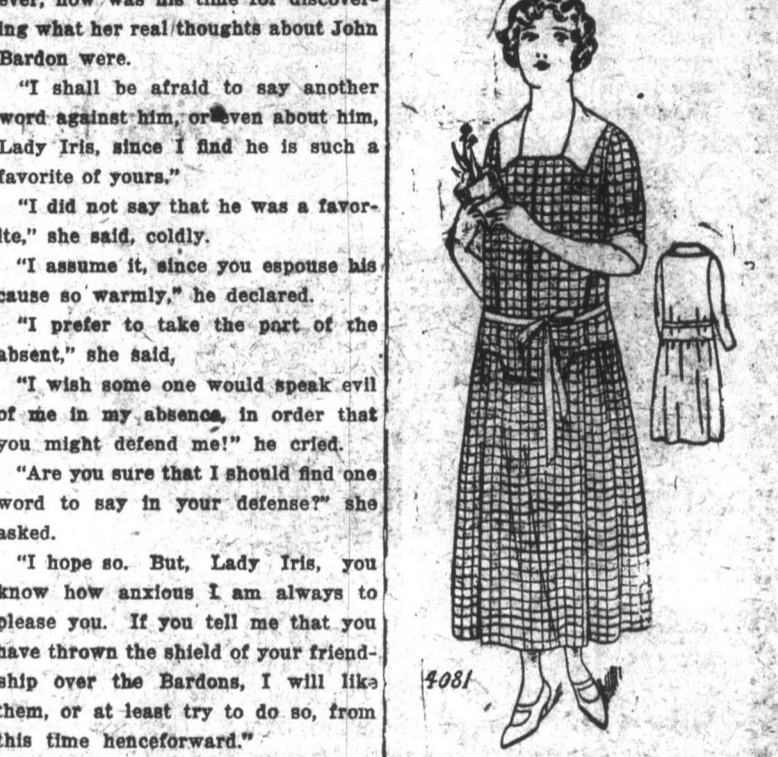 ever, now was his time for discover-
ing what her real thoughts about John
Bardon were.
"I shall be afraid to say another
word against him, or even about him,
Lady Iris, since I find he is such a
favorite of yours."
"I did not say that he was a favor-
ite," she said, coldly.
"I assume it, since you espouse his
cause so warmly," he declared.
"I prefer to take the part of the
absent," she said,
"I wish some one would speak evil
of me in my absence, in order that
you might defend me!" he cried.
"Are you sure that I should find one
word to say in your defense?" she
asked.
"I hope so. But, Lady Iris, you
know how anxious I am always to
please you. If you tell me that you
have thrown the shield of your friend-
ship over the Bardons, I will like
them, or at least try to do so, from
this time henceforward."
4081